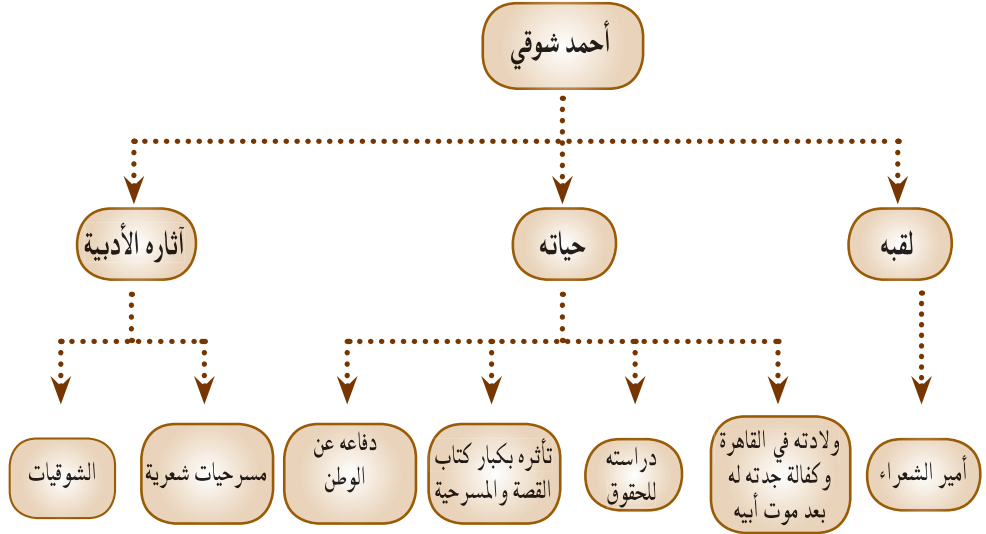 أحمد شوقي
لقبه
حياته
آثاره الأدبية
أمير الشعراء
ولادته في القاهرة
وكفالة جدته له
بعد موت أبيه
دراسته
للحقوق
تأثره بكبار كتاب
القصة والمسرحية
دفاعه عن
الوطن
مسرحيات شعرية
الشوقيات